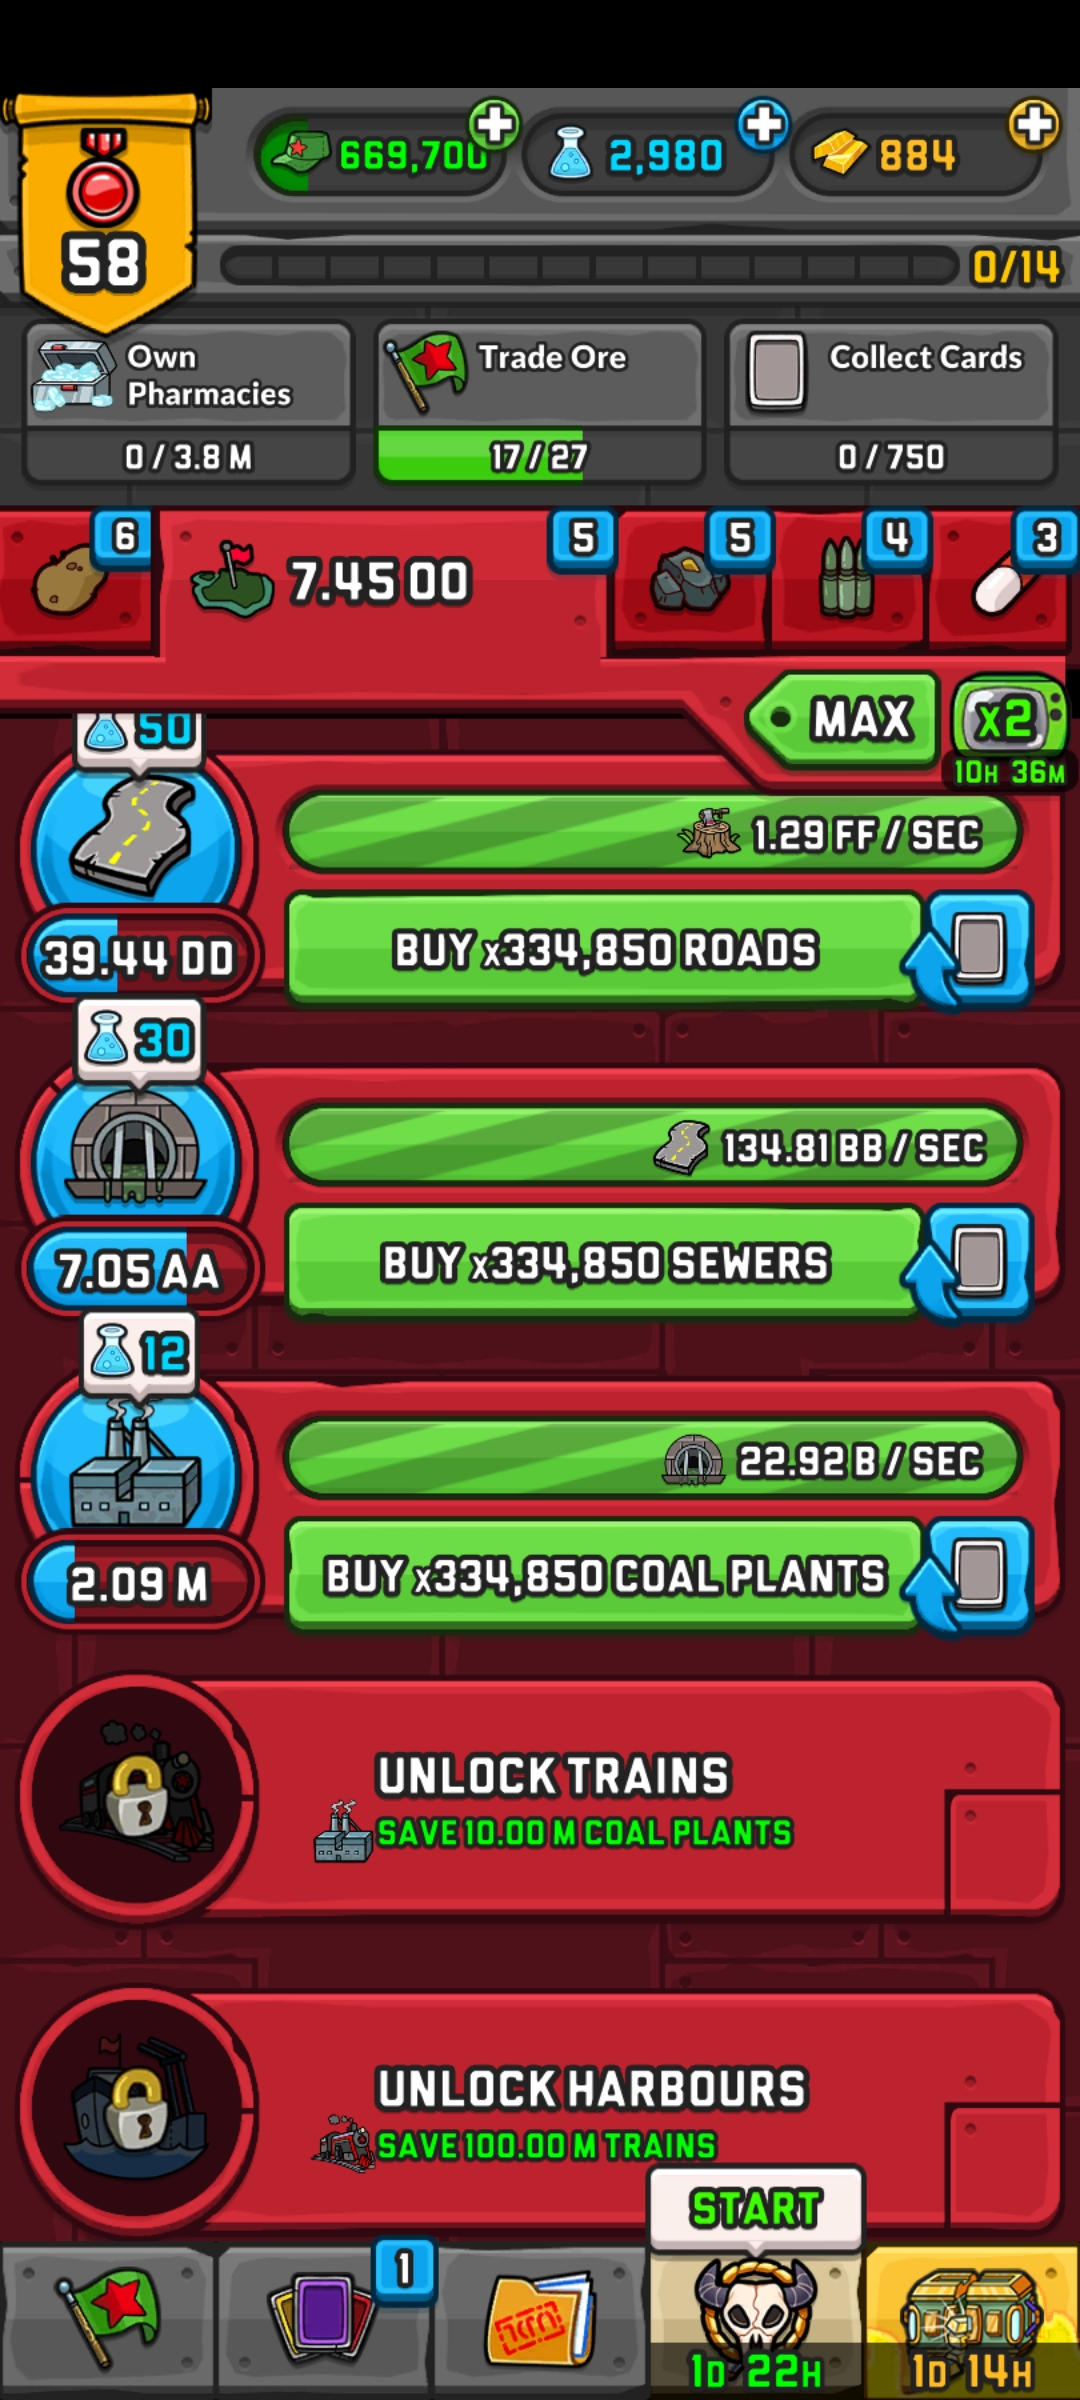 669,700
2,980
884
58
0/14
Own
Pharmacies
0 / 3.8 M
Trade Ore
17 / 27
Collect Cards
0 / 750
6
7.45 OO
5
5
4
3
MAX
x2
10H 36M
50
1.29 FF / SEC
39.44 DD
BUY x334,850 ROADS
30
134.81 BB / SEC
7.05 AA
BUY x334,850 SEWERS
12
22.92 B / SEC
2.09 M
BUY x334,850 COAL PLANTS
UNLOCK TRAINS
SAVE 10.00 M COAL PLANTS
UNLOCK HARBOURS
SAVE 100.00 M TRAINS
START
1
1D 22H
1D 14H